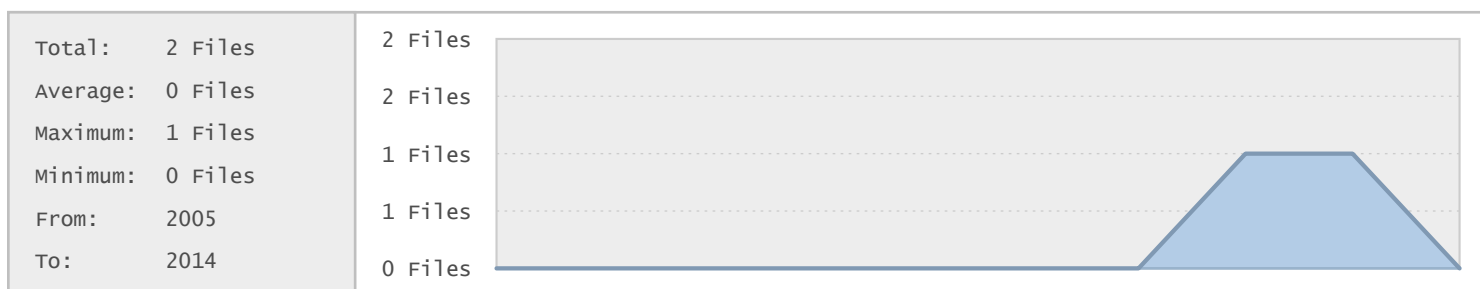 Total: 2 Files
Average: 0 Files
Maximum: 1 Files
Minimum: 0 Files
From: 2005
To: 2014
2 Files
2 Files
1 Files
1 Files
0 Files